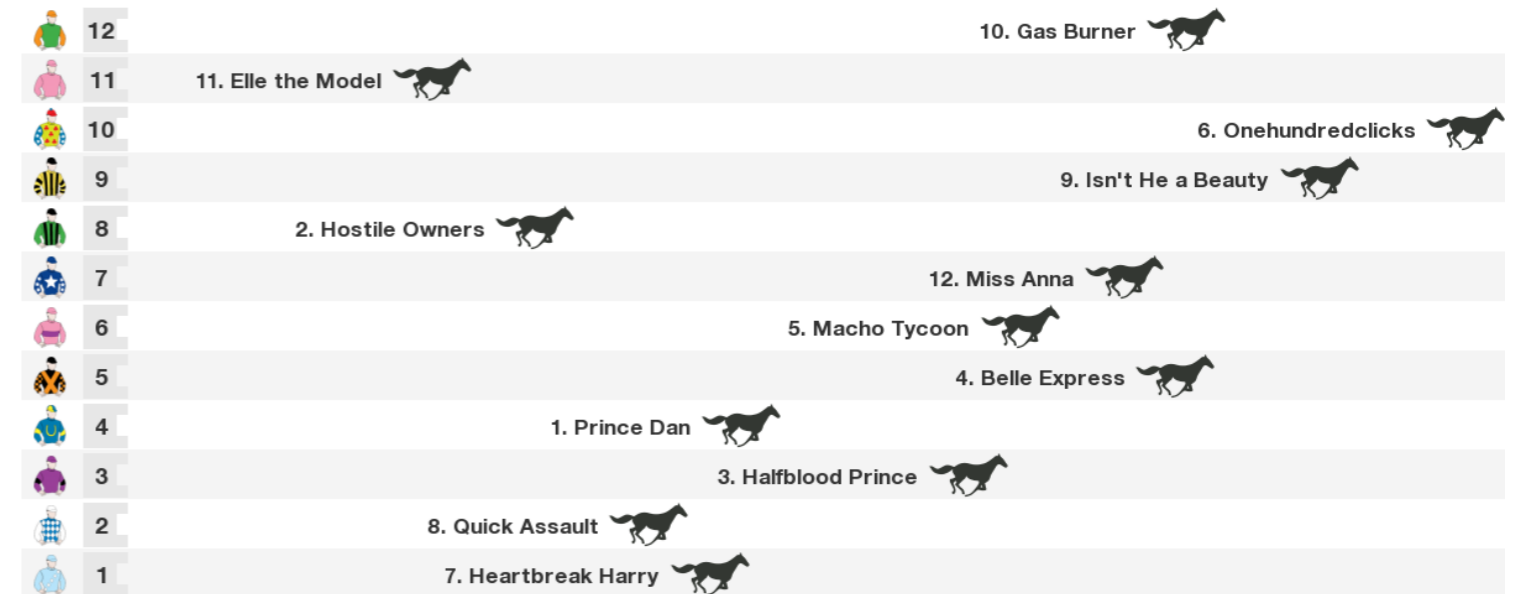 12 10. Gas Burner
11 11. Elle the Model
10 6. Onehundredclicks
9 9. Isn't He a Beauty
8 2. Hostile Owners
7 12. Miss Anna
6 5. Macho Tycoon
5 4. Belle Express
4 1. Prince Dan
3 3. Halfblood Prince
2 8. Quick Assault
1 7. Heartbreak Harry